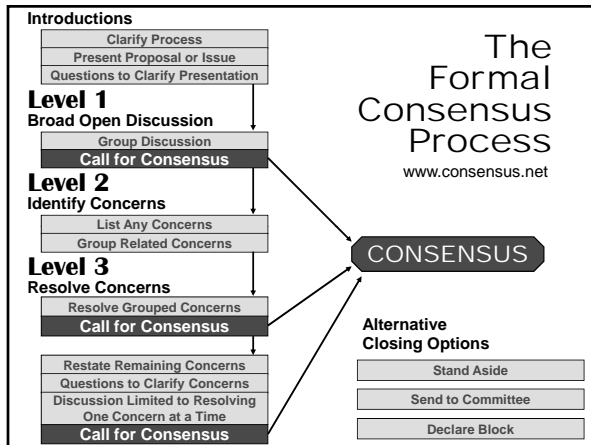 Introductions
Clarify Process
Present Proposal or Issue
Questions to Clarify Presentation
Level 1
Broad Open Discussion
Group Discussion
Call for Consensus
Level 2
Identify Concerns
List Any Concerns
Group Related Concerns
Level 3
Resolve Concerns
Resolve Grouped Concerns
Call for Consensus
Restate Remaining Concerns
Questions to Clarify Concerns
Discussion Limited to Resolving
One Concern at a Time
Call for Consensus
The
Formal
Consensus
Process
www.consensus.net
CONSENSUS
Alternative
Closing Options
Stand Aside
Send to Committee
Declare Block